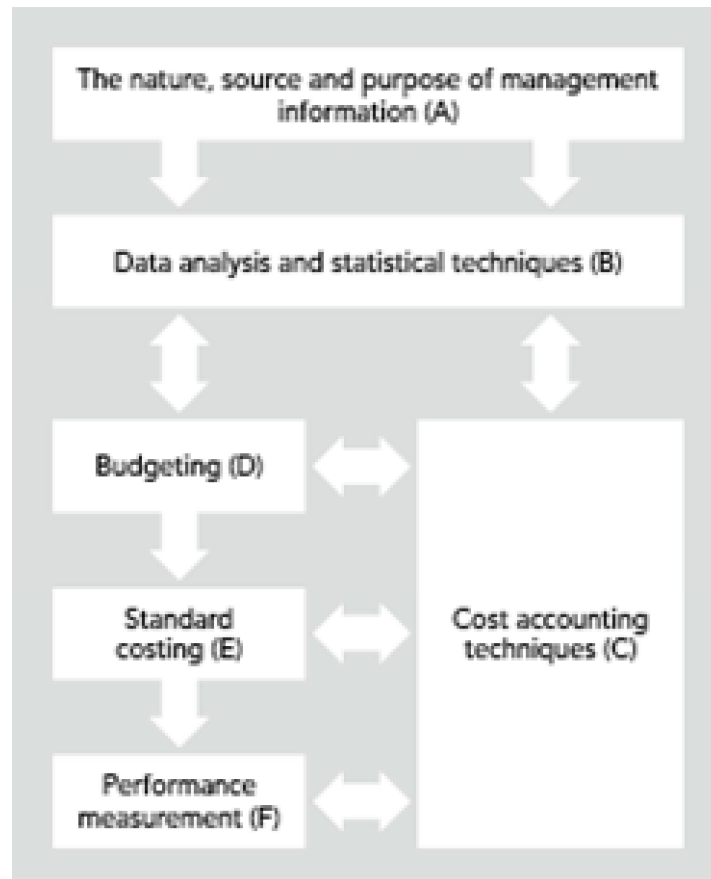 The nature, source and purpose of management
information (A)
Data analysis and statistical techniques (B)
Budgeting (D)
Standard
costing (E)
Cost accounting
techniques (C)
Performance
measurement (F)